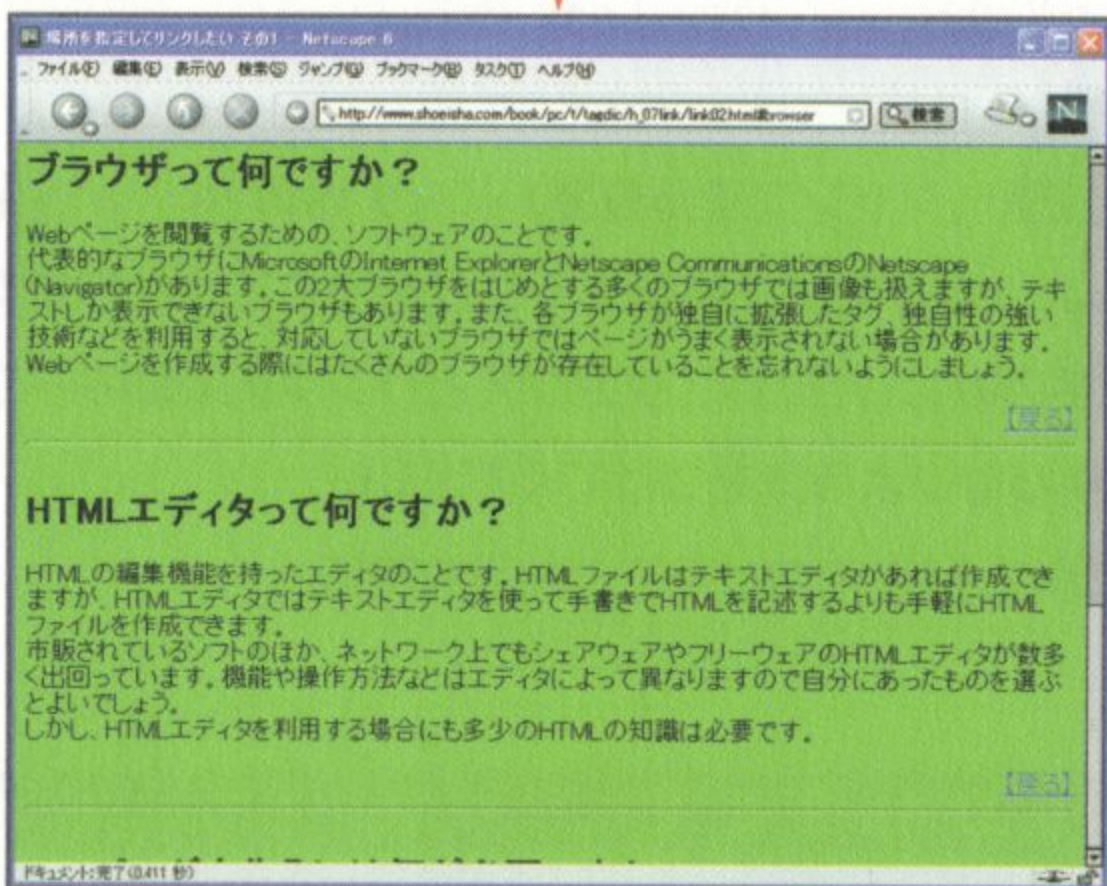 場所を指定してリンクしたい その1 - Netscape 6
ファイル(F) 編集(E) 表示(V) 検索(S) ジャンプ(G) ブックマーク(B) タスク(T) ヘルプ(H)
http://www.shoeisha.com/book/pc/t/tagdic/h_07link/link02.html#browser 検索 N
ブラウザって何ですか？
Webページを閲覧するための、ソフトウェアのことです。
代表的なブラウザにMicrosoftのInternet ExplorerとNetscape CommunicationsのNetscape
(Navigator)があります。この2大ブラウザをはじめとする多くのブラウザでは画像も扱えますが、テキ
ストしか表示できないブラウザもあります。また、各ブラウザが独自に拡張したタグ、独自性の強い
技術などを利用すると、対応していないブラウザではページがうまく表示されない場合があります。
Webページを作成する際にはたくさんのブラウザが存在していることを忘れないようにしましょう。
【戻る】
HTMLエディタって何ですか？
HTMLの編集機能を持ったエディタのことです。HTMLファイルはテキストエディタがあれば作成でき
ますが、HTMLエディタではテキストエディタを使って手書きでHTMLを記述するよりも手軽にHTML
ファイルを作成できます。
市販されているソフトのほか、ネットワーク上でもシェアウェアやフリーウェアのHTMLエディタが数多
く出回っています。機能や操作方法などはエディタによって異なりますので自分にあったものを選ぶ
とよいでしょう。
しかし、HTMLエディタを利用する場合にも多少のHTMLの知識は必要です。
【戻る】
ドキュメント:完了(0.411 秒)